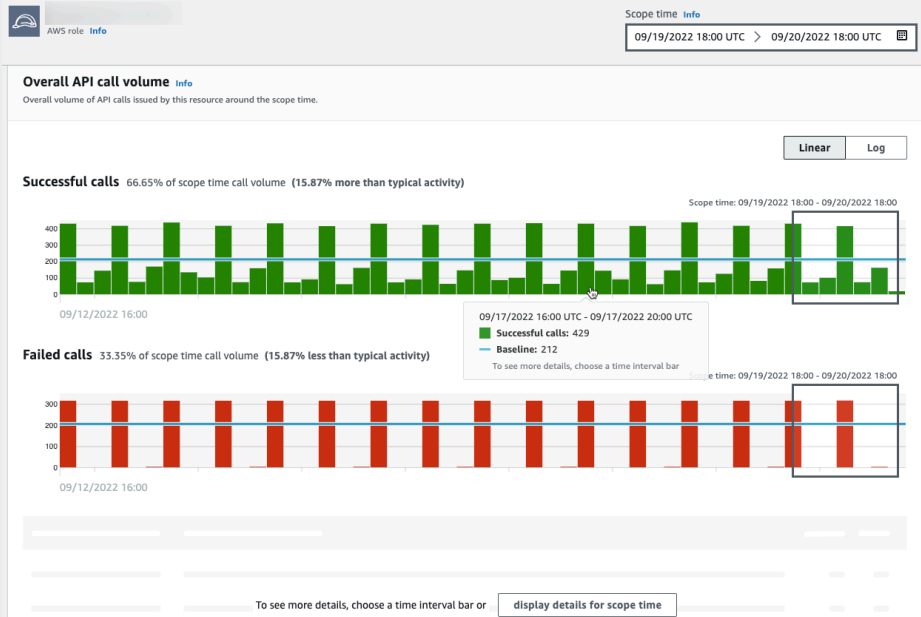 Scope time Info
AWS role Info
09/19/2022 18:00 UTC > 09/20/2022 18:00 UTC
Overall API call volume Info
Overall volume of API calls issued by this resource around the scope time.
Linear Log
Successful calls 66.65% of scope time call volume (15.87% more than typical activity)
Scope time: 09/19/2022 18:00 - 09/20/2022 18:00
400
300
200
100
0
09/12/2022 16:00
09/17/2022 16:00 UTC - 09/17/2022 20:00 UTC
Successful calls: 429
Baseline: 212
To see more details, choose a time interval bar
Failed calls 33.35% of scope time call volume (15.87% less than typical activity)
time: 09/19/2022 18:00 - 09/20/2022 18:00
300
200
100
0
09/12/2022 16:00
To see more details, choose a time interval bar or display details for scope time